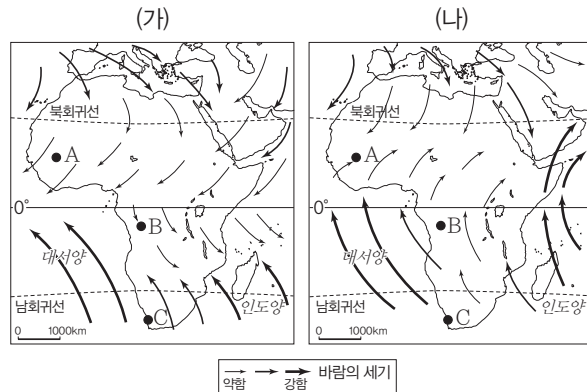 (가)
(나)
북회귀선
A
0°
B
대서양
남회귀선
C
인도양
0 1000km
북회귀선
A
0°
B
대서양
남회귀선
C
인도양
0 1000km
약함 강함 바람의 세기